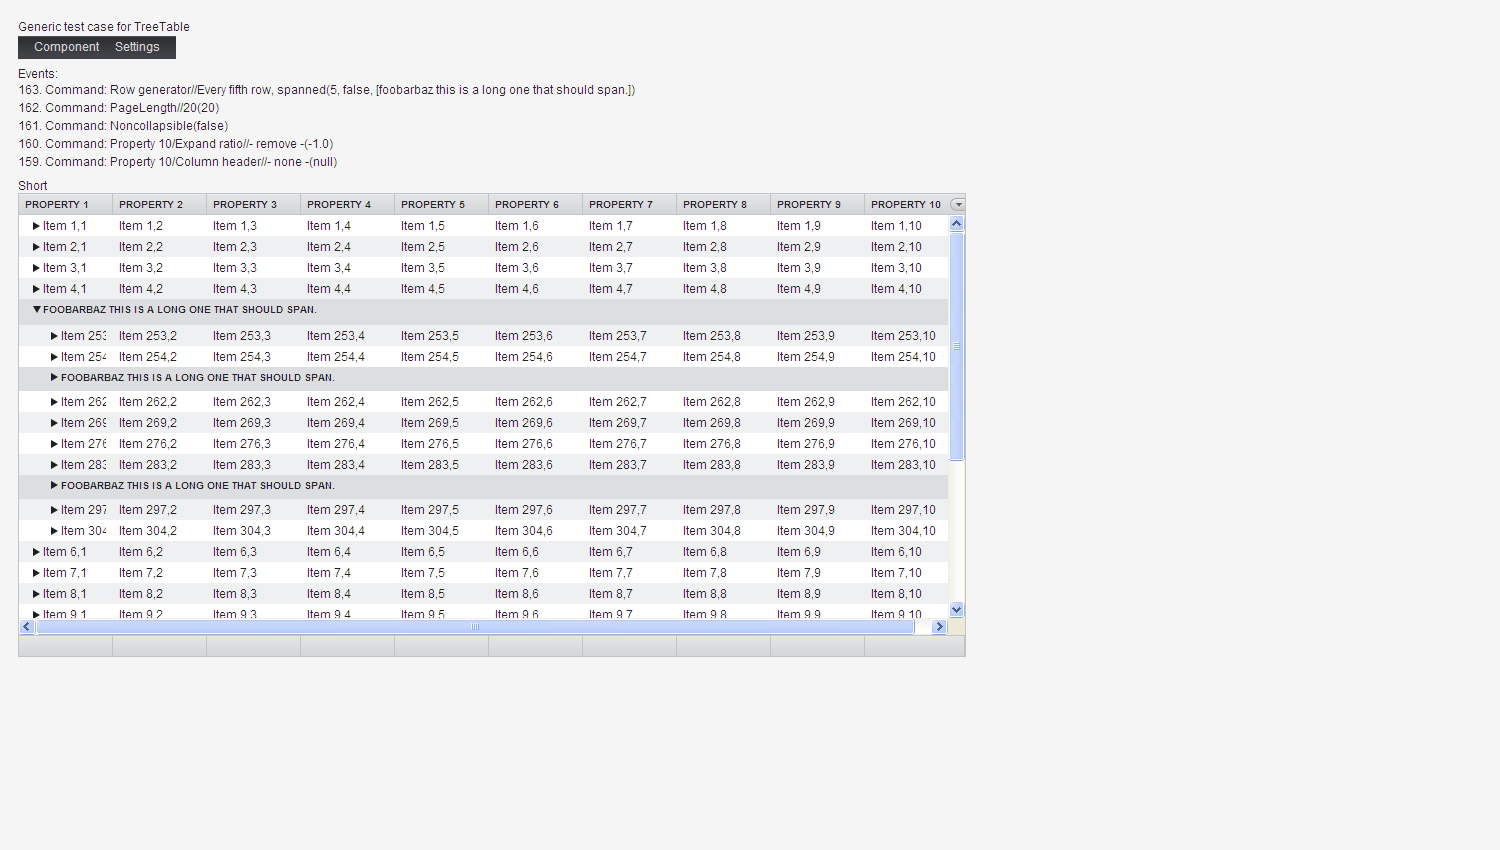 Generic test case for TreeTable
Component Settings
Events:
163. Command: Row generator//Every fifth row, spanned(5, false, [foobarbaz this is a long one that should span.])
162. Command: PageLength//20(20)
161. Command: Noncollapsible(false)
160. Command: Property 10/Expand ratio//- remove -(-1.0)
159. Command: Property 10/Column header//- none -(null)
Short
PROPERTY 1 PROPERTY 2 PROPERTY 3 PROPERTY 4 PROPERTY 5 PROPERTY 6 PROPERTY 7 PROPERTY 8 PROPERTY 9 PROPERTY 10
Item 1,1 Item 1,2 Item 1,3 Item 1,4 Item 1,5 Item 1,6 Item 1,7 Item 1,8 Item 1,9 Item 1,10
Item 2,1 Item 2,2 Item 2,3 Item 2,4 Item 2,5 Item 2,6 Item 2,7 Item 2,8 Item 2,9 Item 2,10
Item 3,1 Item 3,2 Item 3,3 Item 3,4 Item 3,5 Item 3,6 Item 3,7 Item 3,8 Item 3,9 Item 3,10
Item 4,1 Item 4,2 Item 4,3 Item 4,4 Item 4,5 Item 4,6 Item 4,7 Item 4,8 Item 4,9 Item 4,10
FOOBARBAZ THIS IS A LONG ONE THAT SHOULD SPAN.
Item 253 Item 253,2 Item 253,3 Item 253,4 Item 253,5 Item 253,6 Item 253,7 Item 253,8 Item 253,9 Item 253,10
Item 254 Item 254,2 Item 254,3 Item 254,4 Item 254,5 Item 254,6 Item 254,7 Item 254,8 Item 254,9 Item 254,10
FOOBARBAZ THIS IS A LONG ONE THAT SHOULD SPAN.
Item 262 Item 262,2 Item 262,3 Item 262,4 Item 262,5 Item 262,6 Item 262,7 Item 262,8 Item 262,9 Item 262,10
Item 269 Item 269,2 Item 269,3 Item 269,4 Item 269,5 Item 269,6 Item 269,7 Item 269,8 Item 269,9 Item 269,10
Item 276 Item 276,2 Item 276,3 Item 276,4 Item 276,5 Item 276,6 Item 276,7 Item 276,8 Item 276,9 Item 276,10
Item 283 Item 283,2 Item 283,3 Item 283,4 Item 283,5 Item 283,6 Item 283,7 Item 283,8 Item 283,9 Item 283,10
FOOBARBAZ THIS IS A LONG ONE THAT SHOULD SPAN.
Item 297 Item 297,2 Item 297,3 Item 297,4 Item 297,5 Item 297,6 Item 297,7 Item 297,8 Item 297,9 Item 297,10
Item 304 Item 304,2 Item 304,3 Item 304,4 Item 304,5 Item 304,6 Item 304,7 Item 304,8 Item 304,9 Item 304,10
Item 6,1 Item 6,2 Item 6,3 Item 6,4 Item 6,5 Item 6,6 Item 6,7 Item 6,8 Item 6,9 Item 6,10
Item 7,1 Item 7,2 Item 7,3 Item 7,4 Item 7,5 Item 7,6 Item 7,7 Item 7,8 Item 7,9 Item 7,10
Item 8,1 Item 8,2 Item 8,3 Item 8,4 Item 8,5 Item 8,6 Item 8,7 Item 8,8 Item 8,9 Item 8,10
Item 9,1 Item 9,2 Item 9,3 Item 9,4 Item 9,5 Item 9,6 Item 9,7 Item 9,8 Item 9,9 Item 9,10